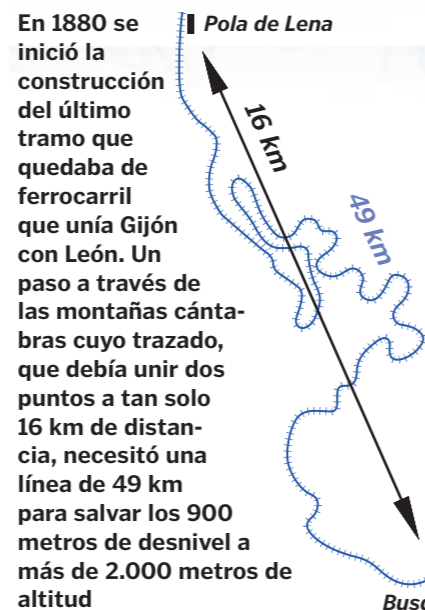 En 1880 se
inició la
construcción
del último
tramo que
quedaba de
ferrocarril
que unía Gijón
con León. Un
paso a través de
las montañas cánta-
bras cuyo trazado,
que debía unir dos
puntos a tan solo
16 km de distan-
cia, necesitó una
línea de 49 km
para salvar los 900
metros de desnivel a
más de 2.000 metros de
altitud
Pola de Lena
16 km
49 km